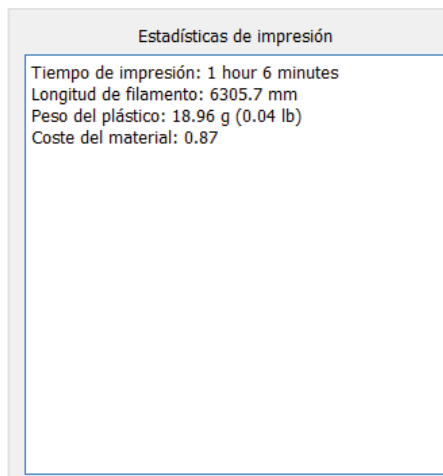 Estadísticas de impresión
Tiempo de impresión: 1 hour 6 minutes
Longitud de filamento: 6305.7 mm
Peso del plástico: 18.96 g (0.04 lb)
Coste del material: 0.87